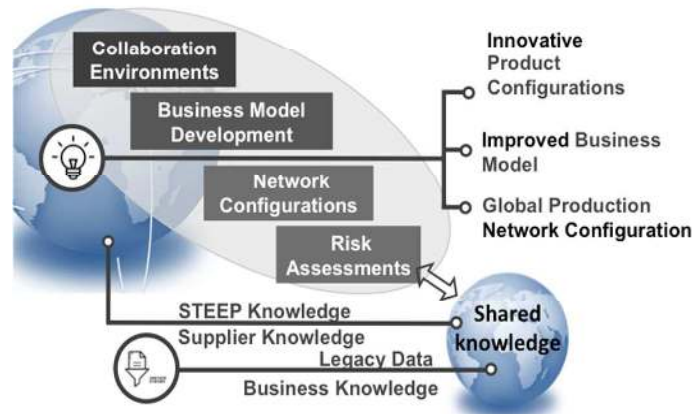 Collaboration
Environments
Business Model
Development
Network
Configurations
Risk
Assessments
Innovative
Product
Configurations
Improved Business
Model
Global Production
Network Configuration
STEEP Knowledge
Supplier Knowledge
Legacy Data
Business Knowledge
Shared
knowledge